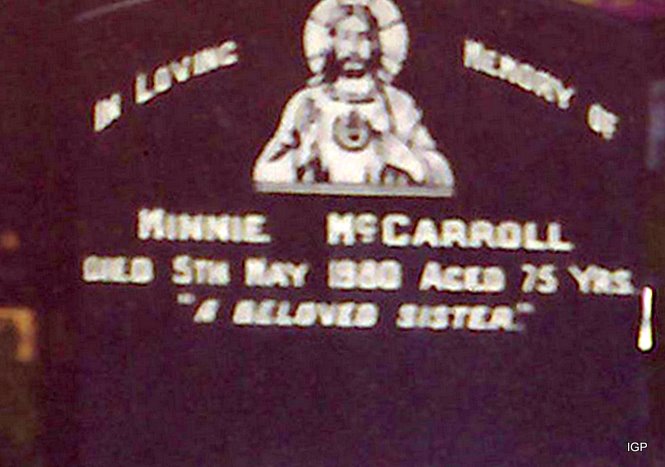 In Loving Memory Of
Minnie McCarroll
Died 5th May 1980 Aged 75 Yrs.
"A Beloved Sister."
IGP